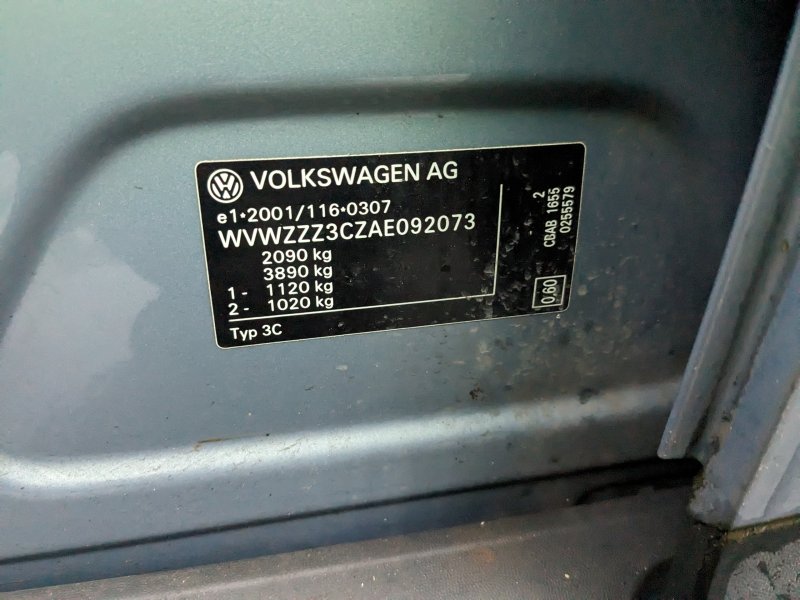 VOLKSWAGEN AG
e1*2001/116*0307
WVWZZZ3CZAE092073
2090 kg
3890 kg
1 - 1120 kg
2 - 1020 kg
Typ 3C
2
CBAB 1655
0255579
0,60